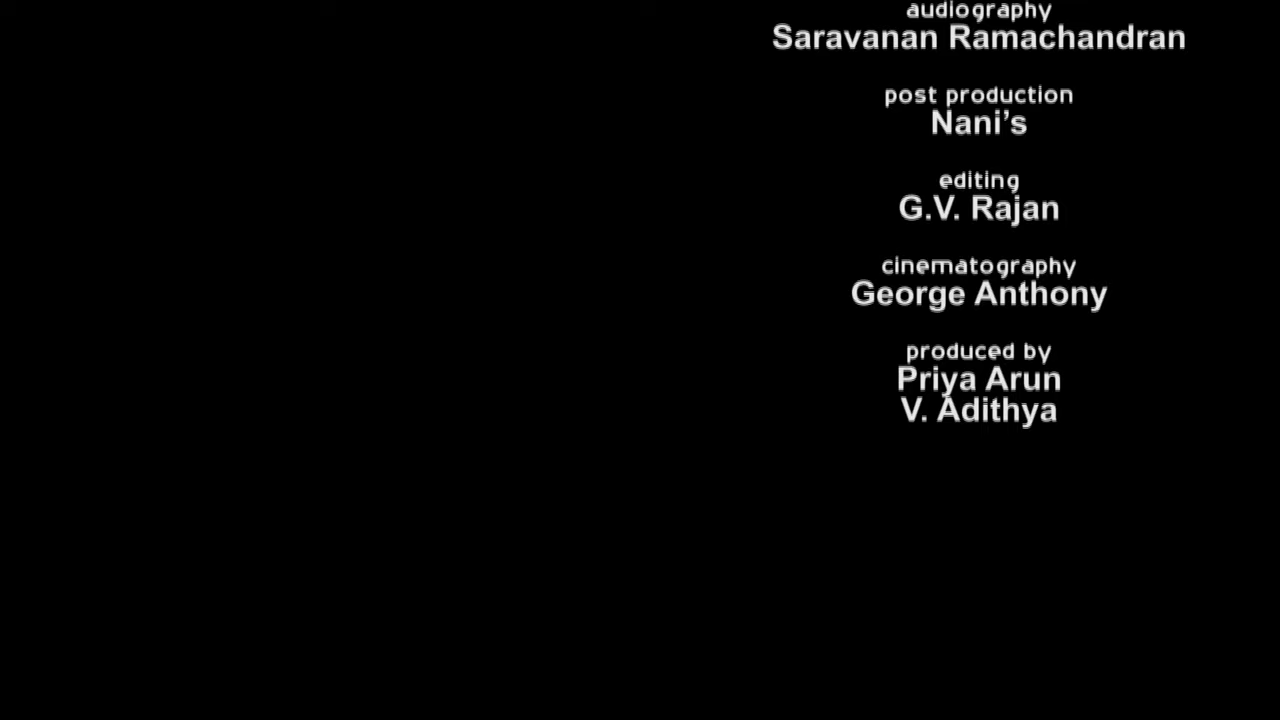 audiography
Saravanan Ramachandran
post production
Nani's
editing
G.V. Rajan
cinematography
George Anthony
produced by
Priya Arun
V. Adithya